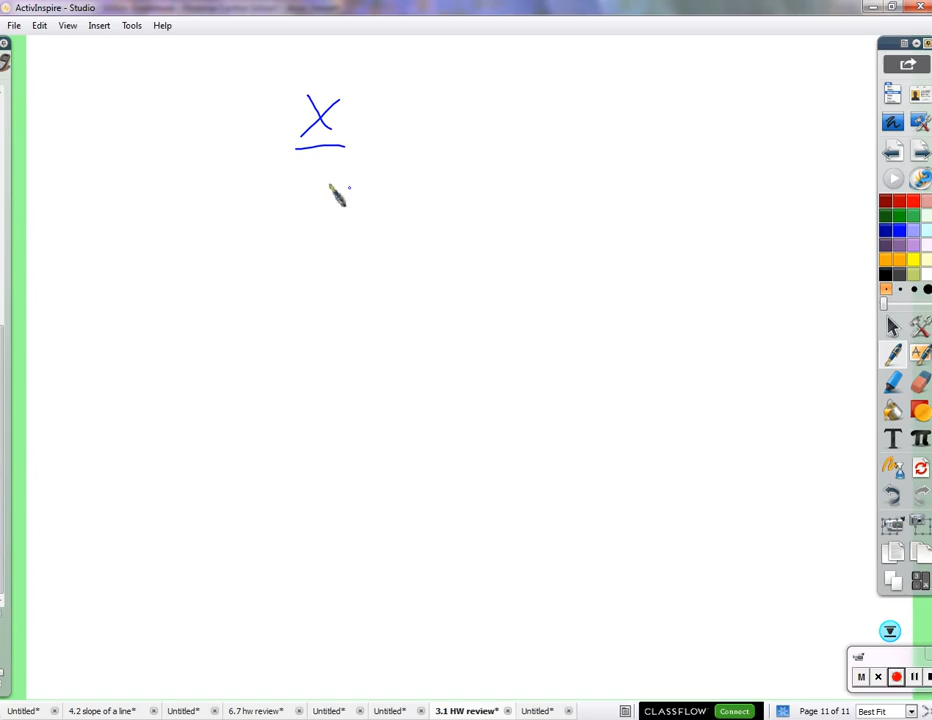 ActivInspire - Studio
File Edit View Insert Tools Help
X
M
Untitled* 4.2 slope of a line* Untitled* 6.7 hw review* Untitled* Untitled* 3.1 HW review* Untitled* CLASSFLOW Connect Page 11 of 11 Best Fit